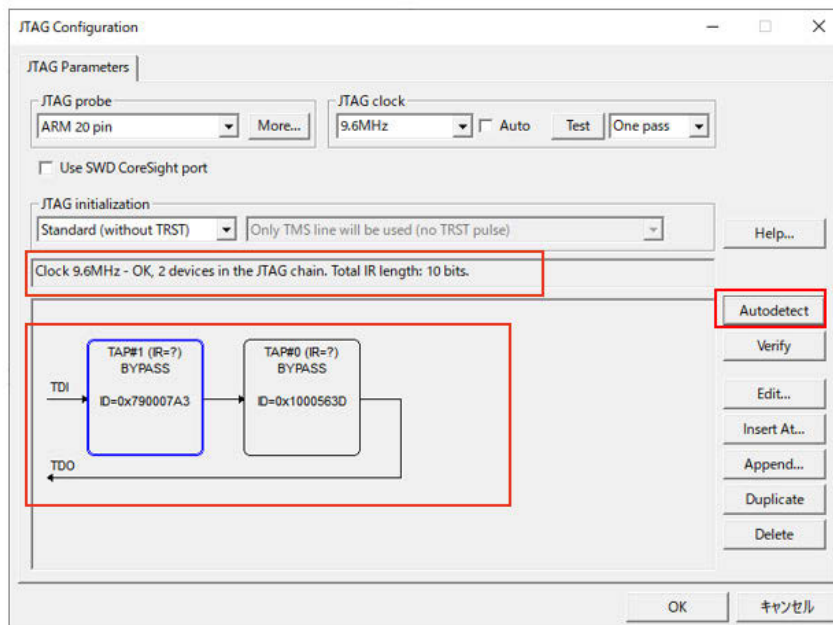 JTAG Configuration
JTAG Parameters
JTAG probe
ARM 20 pin
More...
JTAG clock
9.6MHz
Auto
Test
One pass
Use SWD CoreSight port
JTAG initialization
Standard (without TRST)
Only TMS line will be used (no TRST pulse)
Help...
Clock 9.6MHz - OK, 2 devices in the JTAG chain. Total IR length: 10 bits.
Autodetect
Verify
Edit...
Insert At...
Append...
Duplicate
Delete
TDI
TAP#1 (IR=?)
BYPASS
ID=0x790007A3
TAP#0 (IR=?)
BYPASS
ID=0x1000563D
TDO
OK
キャンセル